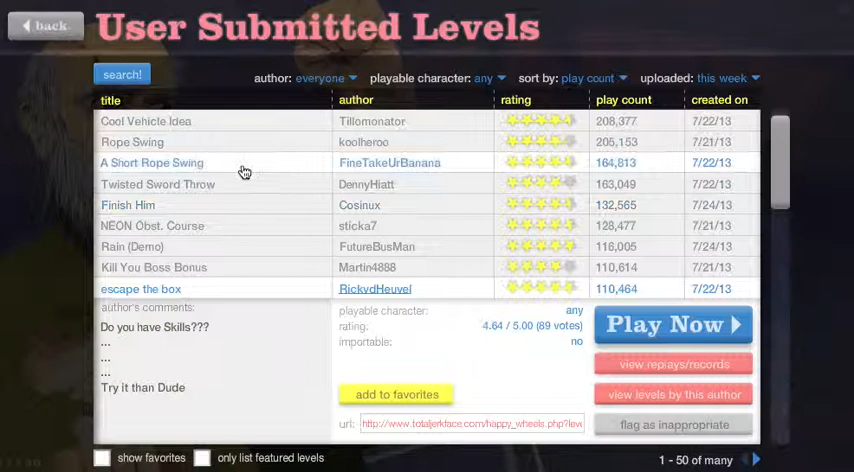 back
User Submitted Levels
search!
author: everyone playable character: any sort by: play count uploaded: this week
title author rating play count created on
Cool Vehicle Idea Tillomonator 208,377 7/22/13
Rope Swing koolheroo 205,153 7/21/13
A Short Rope Swing FineTakeUrBanana 164,813 7/22/13
Twisted Sword Throw DennyHiatt 163,049 7/22/13
Finish Him Cosinux 132,565 7/24/13
NEON Obst. Course sticka7 128,477 7/21/13
Rain (Demo) FutureBusMan 116,005 7/24/13
Kill You Boss Bonus Martin4888 110,614 7/21/13
escape the box RickvdHeuvel 110,464 7/22/13
author's comments:
Do you have Skills???
...
...
...
Try it than Dude
playable character: any
rating: 4.64 / 5.00 (89 votes)
importable: no
add to favorites
url: http://www.totaljerkface.com/happy_wheels.php?leve
Play Now
view replays/records
view levels by this author
flag as inappropriate
show favorites only list featured levels 1 - 50 of many